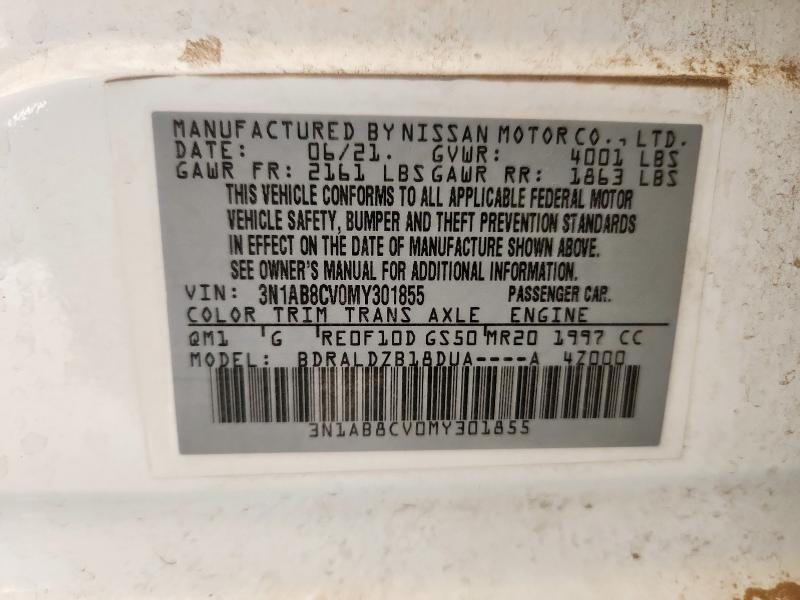 MANUFACTURED BY NISSAN MOTOR CO., LTD.
DATE: 06/21. GVWR: 4001 LBS
GAWR FR: 2161 LBS GAWR RR: 1863 LBS
THIS VEHICLE CONFORMS TO ALL APPLICABLE FEDERAL MOTOR
VEHICLE SAFETY, BUMPER AND THEFT PREVENTION STANDARDS
IN EFFECT ON THE DATE OF MANUFACTURE SHOWN ABOVE.
SEE OWNER'S MANUAL FOR ADDITIONAL INFORMATION.
VIN: 3N1AB8CV0MY301855 PASSENGER CAR.
COLOR TRIM TRANS AXLE ENGINE
QM1 G RE0F10D GS50 MR20 1997 CC
MODEL: BDRALDZB18DUA----A 4Z000
3N1AB8CV0MY301855